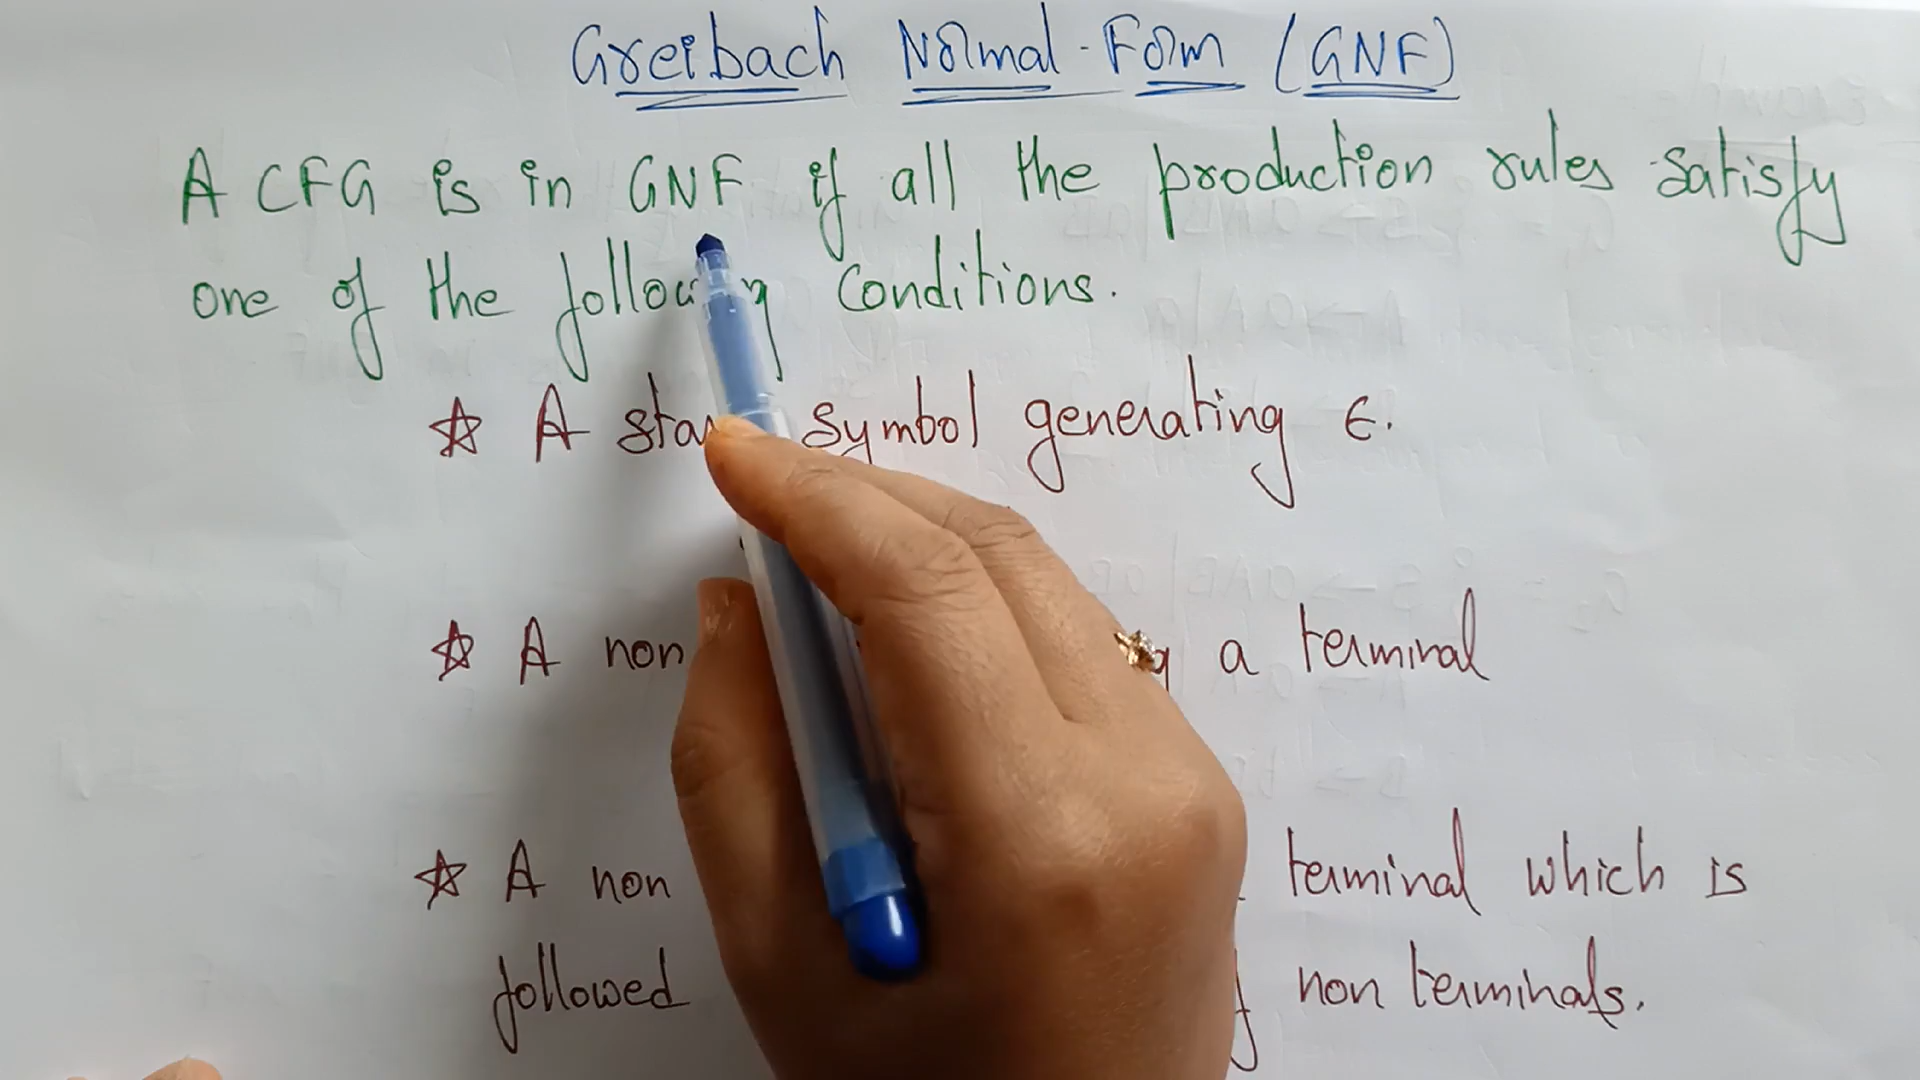 Greibach Normal-Form (GNF)
A CFG is in GNF if all the production rules satisfy
one of the following conditions.
☆ A start symbol generating ε.
☆ A non a terminal
☆ A non terminal which is
followed non terminals.